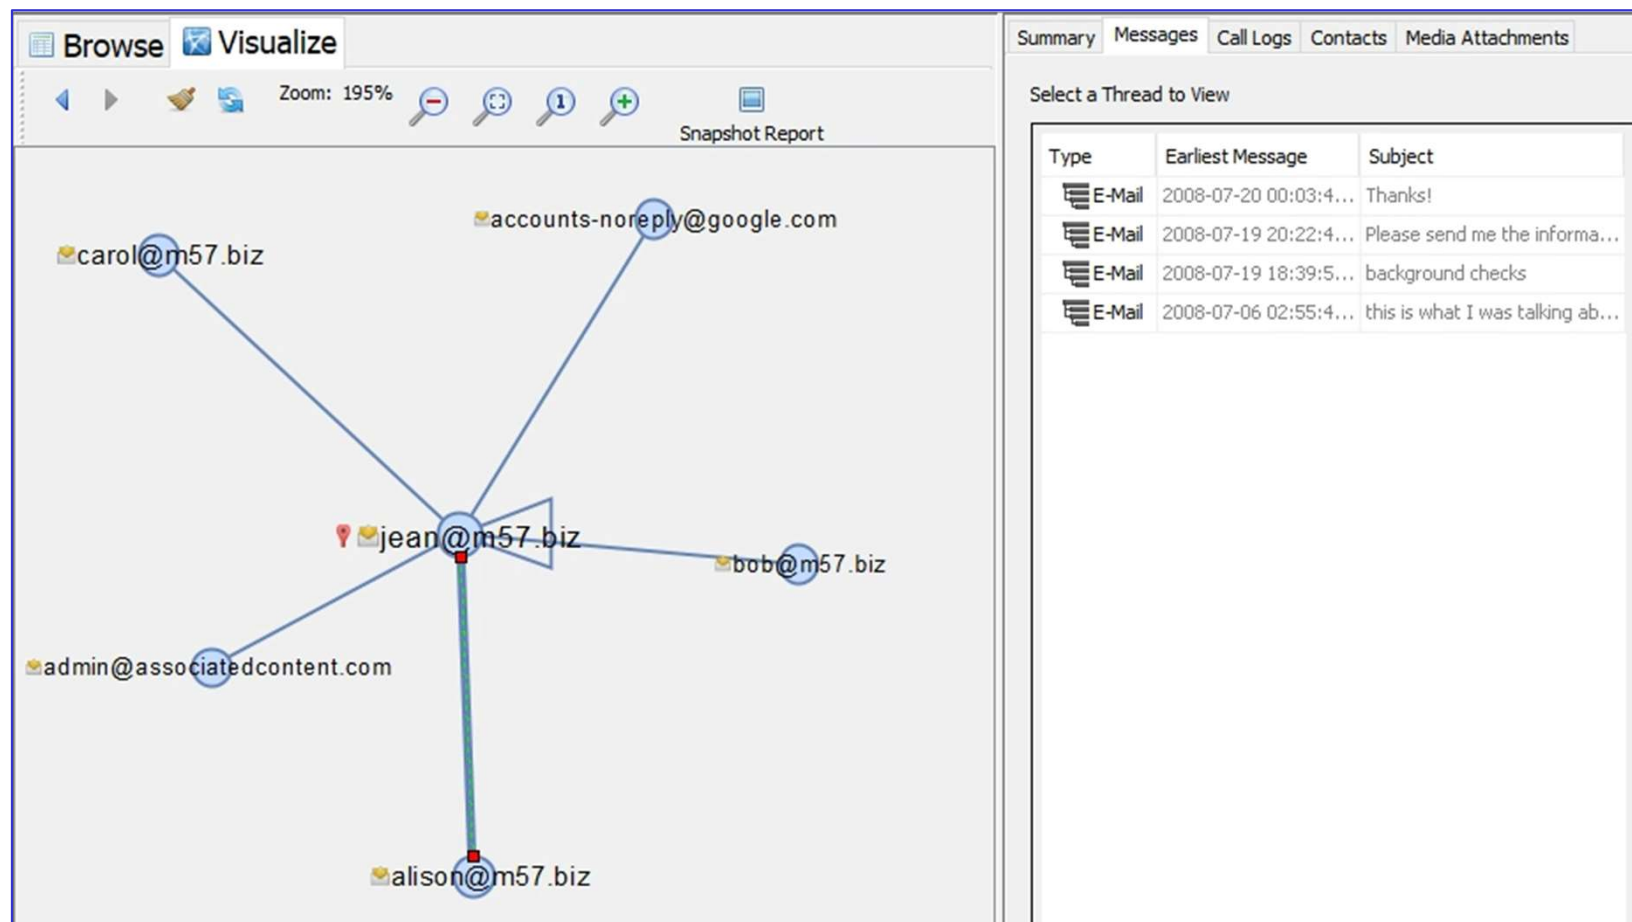 Browse Visualize
Zoom: 195%
Snapshot Report
accounts-noreply@google.com
carol@m57.biz
jean@m57.biz
bob@m57.biz
admin@associatedcontent.com
alison@m57.biz
Summary Messages Call Logs Contacts Media Attachments
Select a Thread to View
Type Earliest Message Subject
E-Mail 2008-07-20 00:03:4... Thanks!
E-Mail 2008-07-19 20:22:4... Please send me the informa...
E-Mail 2008-07-19 18:39:5... background checks
E-Mail 2008-07-06 02:55:4... this is what I was talking ab...